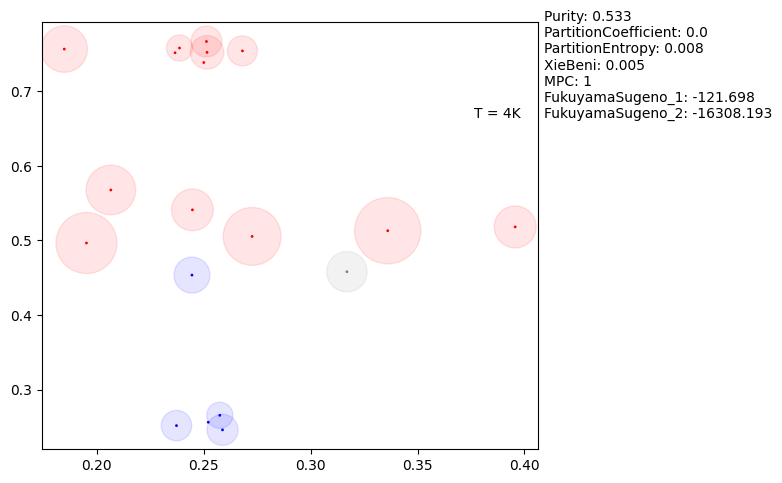 Purity: 0.533
PartitionCoefficient: 0.0
PartitionEntropy: 0.008
XieBeni: 0.005
MPC: 1
FukuyamaSugeno_1: -121.698
FukuyamaSugeno_2: -16308.193
T = 4K
0.7
0.6
0.5
0.4
0.3
0.20 0.25 0.30 0.35 0.40